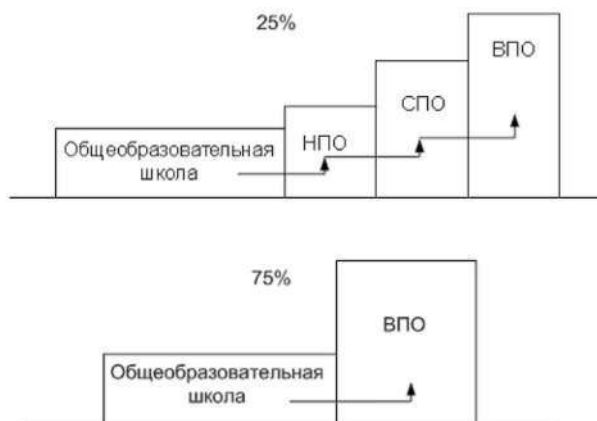 25%
ВПО
СПО
НПО
Общеобразовательная
школа
75%
ВПО
Общеобразовательная
школа